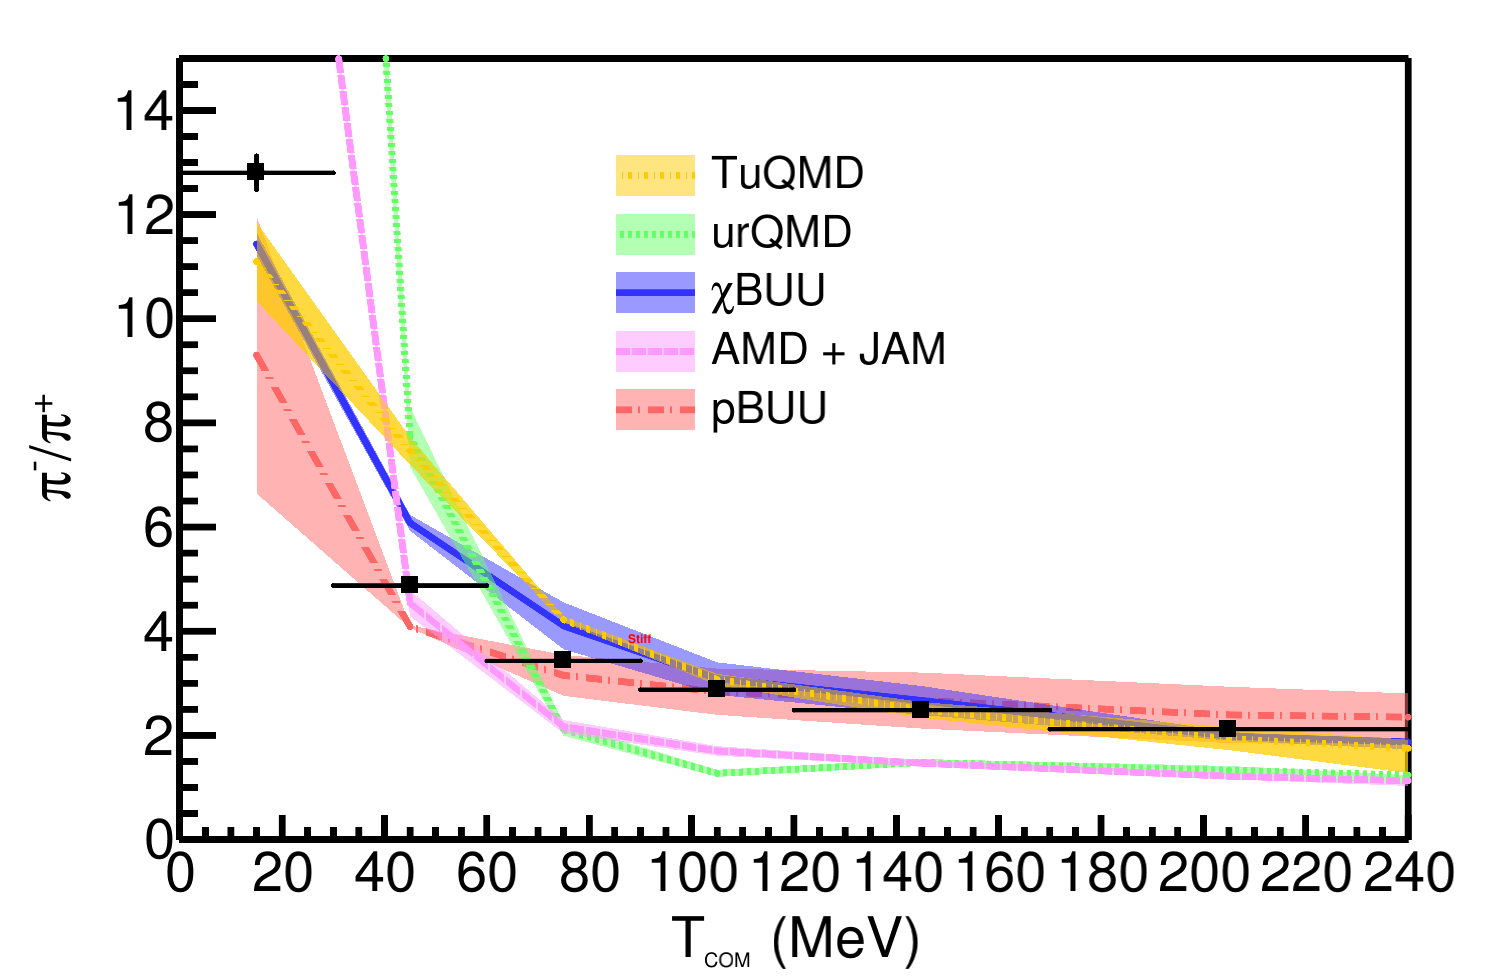 14
12
10
8
6
4
2
0
π⁻/π⁺
TuQMD
urQMD
χBUU
AMD + JAM
pBUU
Stiff
0 20 40 60 80 100 120 140 160 180 200 220 240
T_COM (MeV)